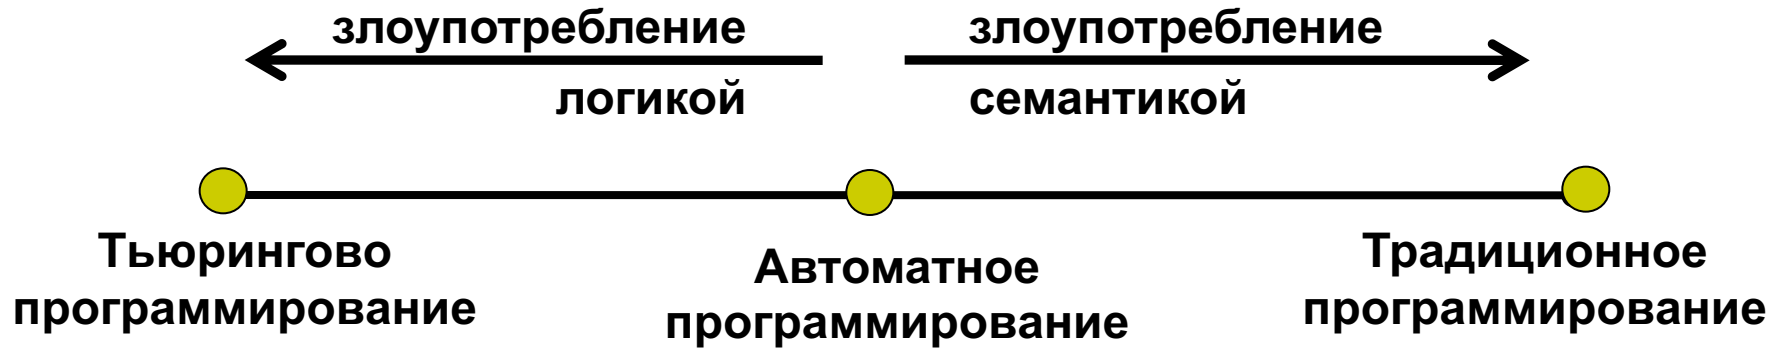 злоупотребление
логикой
злоупотребление
семантикой
Тьюрингово
программирование
Автоматное
программирование
Традиционное
программирование